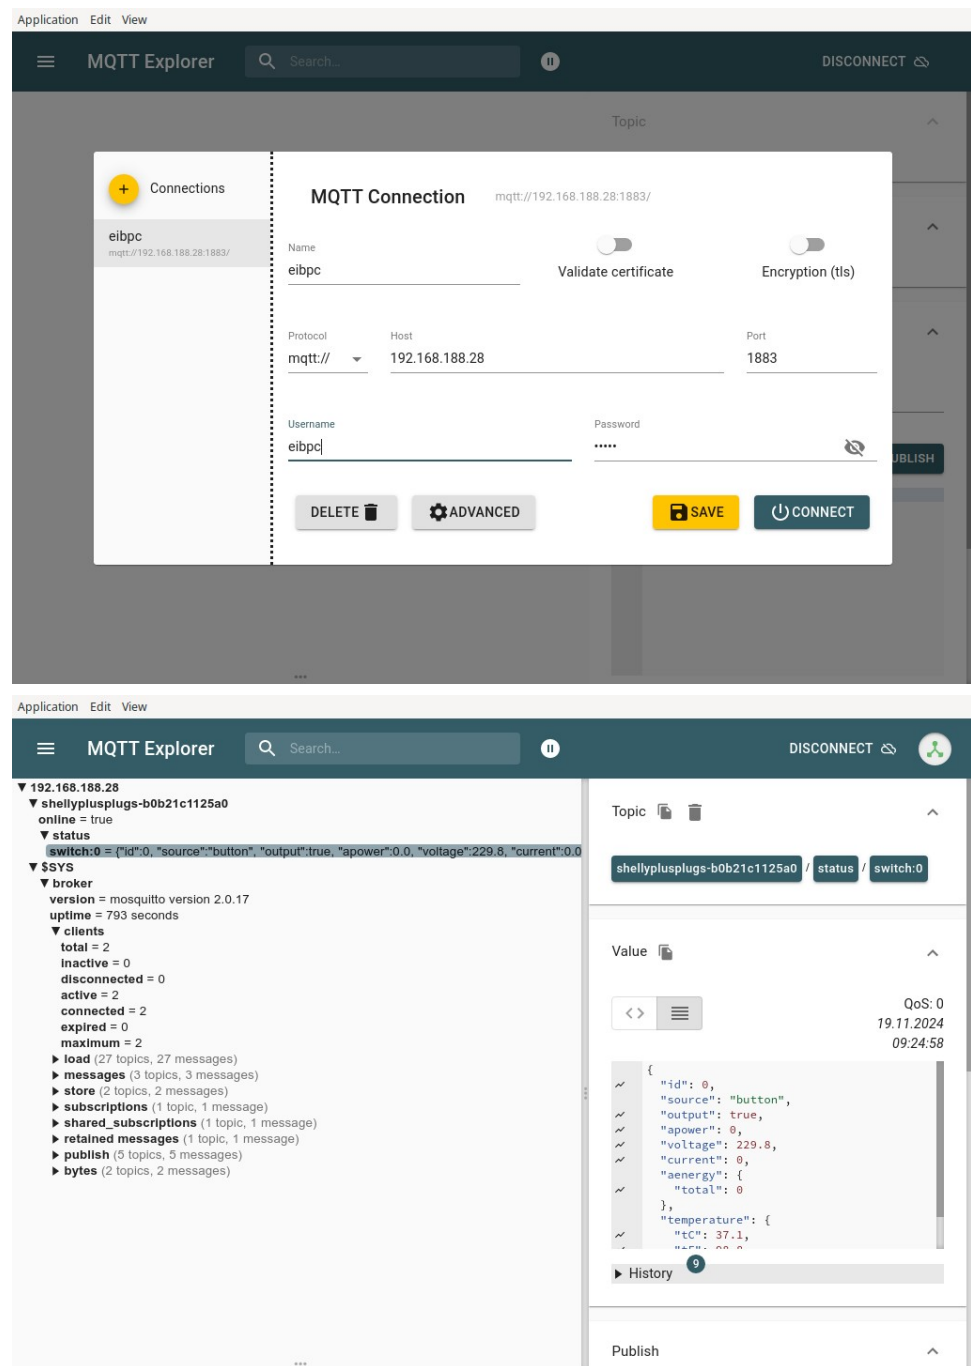 Application Edit View
MQTT Explorer Search... DISCONNECT
Topic
Connections
eibpc
mqtt://192.168.188.28:1883/
MQTT Connection mqtt://192.168.188.28:1883/
Name
eibpc
Validate certificate Encryption (tls)
Protocol Host Port
mqtt:// 192.168.188.28 1883
Username Password
eibpc •••••
DELETE ADVANCED SAVE CONNECT
UBLISH
Application Edit View
MQTT Explorer Search... DISCONNECT
▼ 192.168.188.28
▼ shellyplusplugs-b0b21c1125a0
online = true
▼ status
switch:0 = {"id":0, "source":"button", "output":true, "apower":0.0, "voltage":229.8, "current":0.0
▼ $SYS
▼ broker
version = mosquitto version 2.0.17
uptime = 793 seconds
▼ clients
total = 2
inactive = 0
disconnected = 0
active = 2
connected = 2
expired = 0
maximum = 2
▶ load (27 topics, 27 messages)
▶ messages (3 topics, 3 messages)
▶ store (2 topics, 2 messages)
▶ subscriptions (1 topic, 1 message)
▶ shared_subscriptions (1 topic, 1 message)
▶ retained messages (1 topic, 1 message)
▶ publish (5 topics, 5 messages)
▶ bytes (2 topics, 2 messages)
Topic
shellyplusplugs-b0b21c1125a0 / status / switch:0
Value
QoS: 0
19.11.2024
09:24:58
{
"id": 0,
"source": "button",
"output": true,
"apower": 0,
"voltage": 229.8,
"current": 0,
"aenergy": {
"total": 0
},
"temperature": {
"tC": 37.1,
▶ History 9
Publish